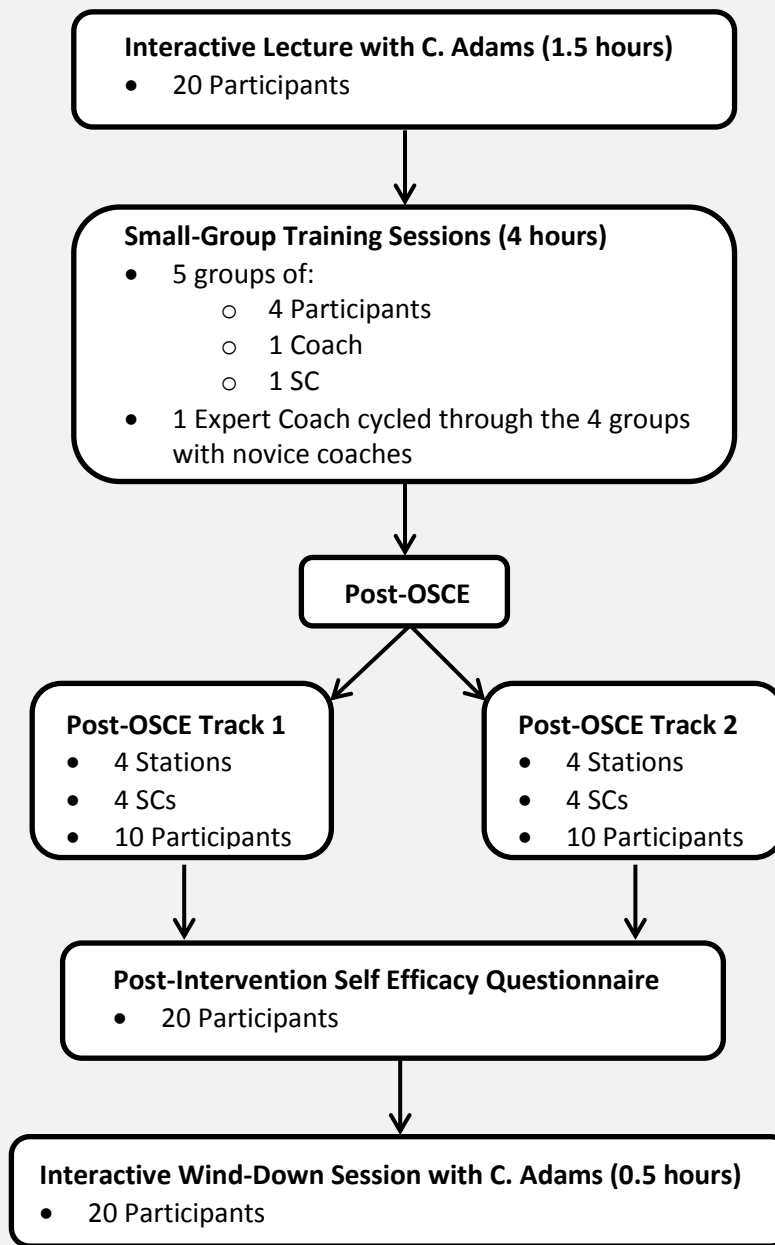 Interactive Lecture with C. Adams (1.5 hours)
• 20 Participants
Small-Group Training Sessions (4 hours)
• 5 groups of:
o 4 Participants
o 1 Coach
o 1 SC
• 1 Expert Coach cycled through the 4 groups
with novice coaches
Post-OSCE
Post-OSCE Track 1
• 4 Stations
• 4 SCs
• 10 Participants
Post-OSCE Track 2
• 4 Stations
• 4 SCs
• 10 Participants
Post-Intervention Self Efficacy Questionnaire
• 20 Participants
Interactive Wind-Down Session with C. Adams (0.5 hours)
• 20 Participants